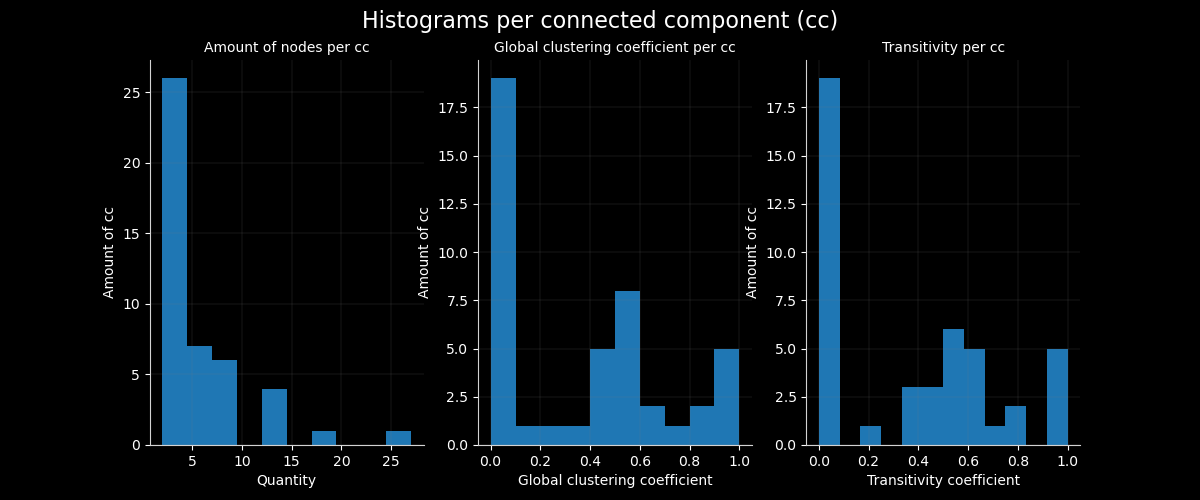 Histograms per connected component (cc)
Amount of nodes per cc
Amount of cc
25
20
15
10
5
0
5 10 15 20 25
Quantity
Global clustering coefficient per cc
Amount of cc
17.5
15.0
12.5
10.0
7.5
5.0
2.5
0.0
0.0 0.2 0.4 0.6 0.8 1.0
Global clustering coefficient
Transitivity per cc
Amount of cc
17.5
15.0
12.5
10.0
7.5
5.0
2.5
0.0
0.0 0.2 0.4 0.6 0.8 1.0
Transitivity coefficient